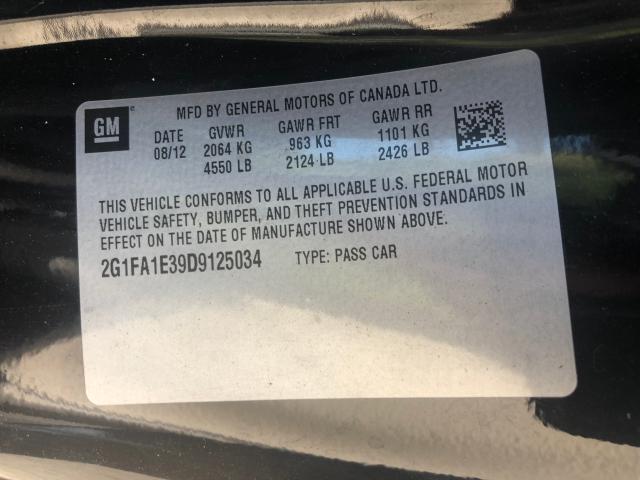 GM
MFD BY GENERAL MOTORS OF CANADA LTD.
DATE GVWR GAWR FRT GAWR RR
08/12 2064 KG 963 KG 1101 KG
4550 LB 2124 LB 2426 LB
THIS VEHICLE CONFORMS TO ALL APPLICABLE U.S. FEDERAL MOTOR
VEHICLE SAFETY, BUMPER, AND THEFT PREVENTION STANDARDS IN
EFFECT ON THE DATE OF MANUFACTURE SHOWN ABOVE.
2G1FA1E39D9125034 TYPE: PASS CAR